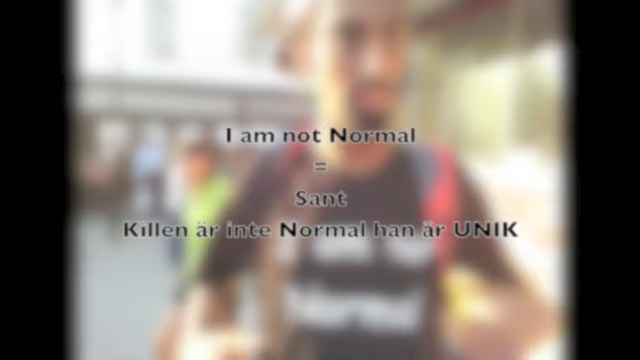 I am not Normal
=
Sant
Killen är inte Normal han är UNIK